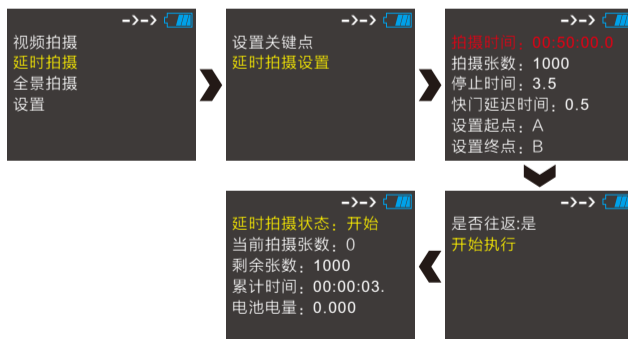 ->->
视频拍摄
延时拍摄
全景拍摄
设置
->->
设置关键点
延时拍摄设置
->->
拍摄时间：00:50:00.0
拍摄张数：1000
停止时间：3.5
快门延迟时间：0.5
设置起点：A
设置终点：B
->->
是否往返:是
开始执行
->->
延时拍摄状态：开始
当前拍摄张数：0
剩余张数：1000
累计时间：00:00:03.
电池电量：0.000